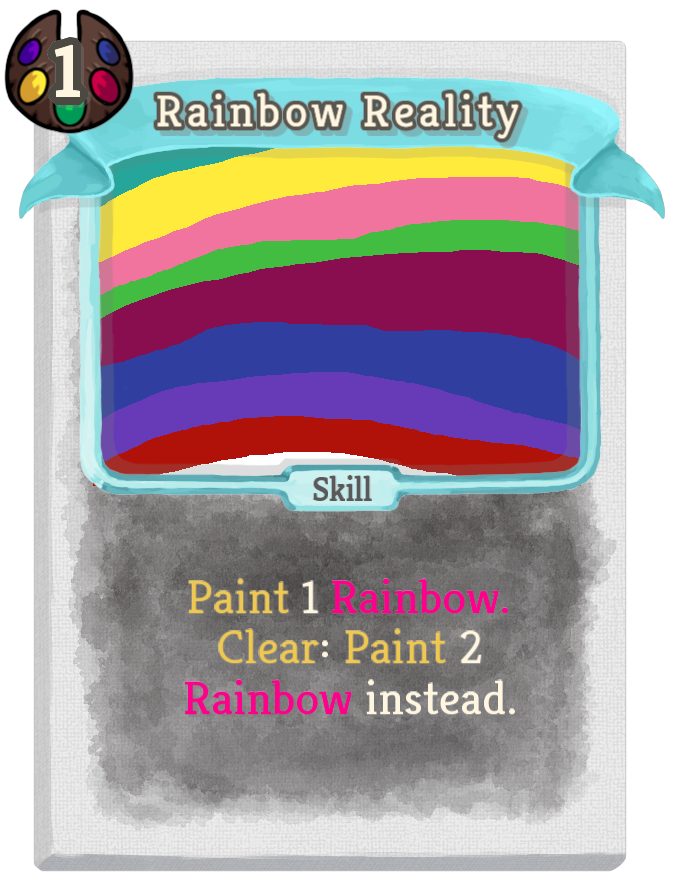 1
Rainbow Reality
Skill
Paint 1 Rainbow.
Clear: Paint 2
Rainbow instead.